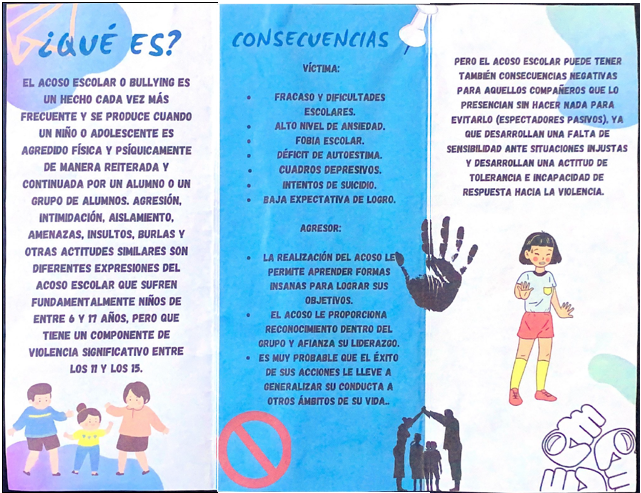 ¿QUÉ ES?
EL ACOSO ESCOLAR O BULLYING ES
UN HECHO CADA VEZ MÁS
FRECUENTE Y SE PRODUCE CUANDO
UN NIÑO O ADOLESCENTE ES
AGREDIDO FÍSICA Y PSÍQUICAMENTE
DE MANERA REITERADA Y
CONTINUADA POR UN ALUMNO O UN
GRUPO DE ALUMNOS. AGRESIÓN,
INTIMIDACIÓN, AISLAMIENTO,
AMENAZAS, INSULTOS, BURLAS Y
OTRAS ACTITUDES SIMILARES SON
DIFERENTES EXPRESIONES DEL
ACOSO ESCOLAR QUE SUFREN
FUNDAMENTALMENTE NIÑOS DE
ENTRE 6 Y 17 AÑOS, PERO QUE
TIENE UN COMPONENTE DE
VIOLENCIA SIGNIFICATIVO ENTRE
LOS 11 Y LOS 15.
CONSECUENCIAS
VÍCTIMA:
• FRACASO Y DIFICULTADES
ESCOLARES.
• ALTO NIVEL DE ANSIEDAD.
• FOBIA ESCOLAR.
• DÉFICIT DE AUTOESTIMA.
• CUADROS DEPRESIVOS.
• INTENTOS DE SUICIDIO.
• BAJA EXPECTATIVA DE LOGRO.
AGRESOR:
• LA REALIZACIÓN DEL ACOSO LE
PERMITE APRENDER FORMAS
INSANAS PARA LOGRAR SUS
OBJETIVOS.
• EL ACOSO LE PROPORCIONA
RECONOCIMIENTO DENTRO DEL
GRUPO Y AFIANZA SU LIDERAZGO.
• ES MUY PROBABLE QUE EL ÉXITO
DE SUS ACCIONES LE LLEVE A
GENERALIZAR SU CONDUCTA A
OTROS ÁMBITOS DE SU VIDA..
PERO EL ACOSO ESCOLAR PUEDE TENER
TAMBIÉN CONSECUENCIAS NEGATIVAS
PARA AQUELLOS COMPAÑEROS QUE LO
PRESENCIAN SIN HACER NADA PARA
EVITARLO (ESPECTADORES PASIVOS), YA
QUE DESARROLLAN UNA FALTA DE
SENSIBILIDAD ANTE SITUACIONES INJUSTAS
Y DESARROLLAN UNA ACTITUD DE
TOLERANCIA E INCAPACIDAD DE
RESPUESTA HACIA LA VIOLENCIA.